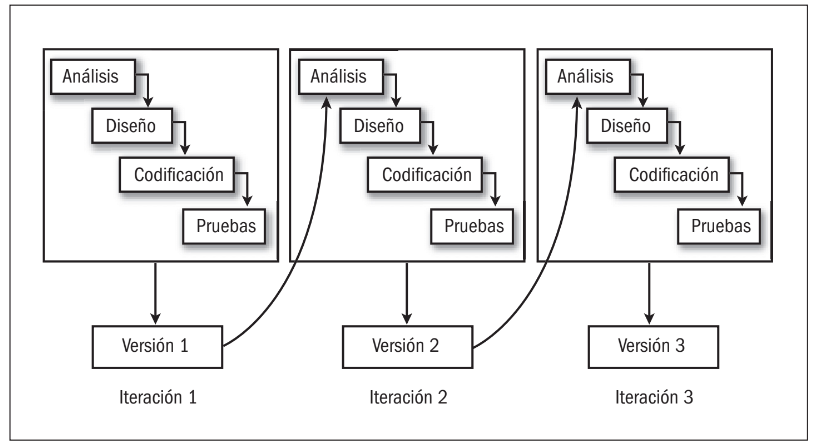 Análisis
Diseño
Codificación
Pruebas
Análisis
Diseño
Codificación
Pruebas
Análisis
Diseño
Codificación
Pruebas
Versión 1
Versión 2
Versión 3
Iteración 1
Iteración 2
Iteración 3